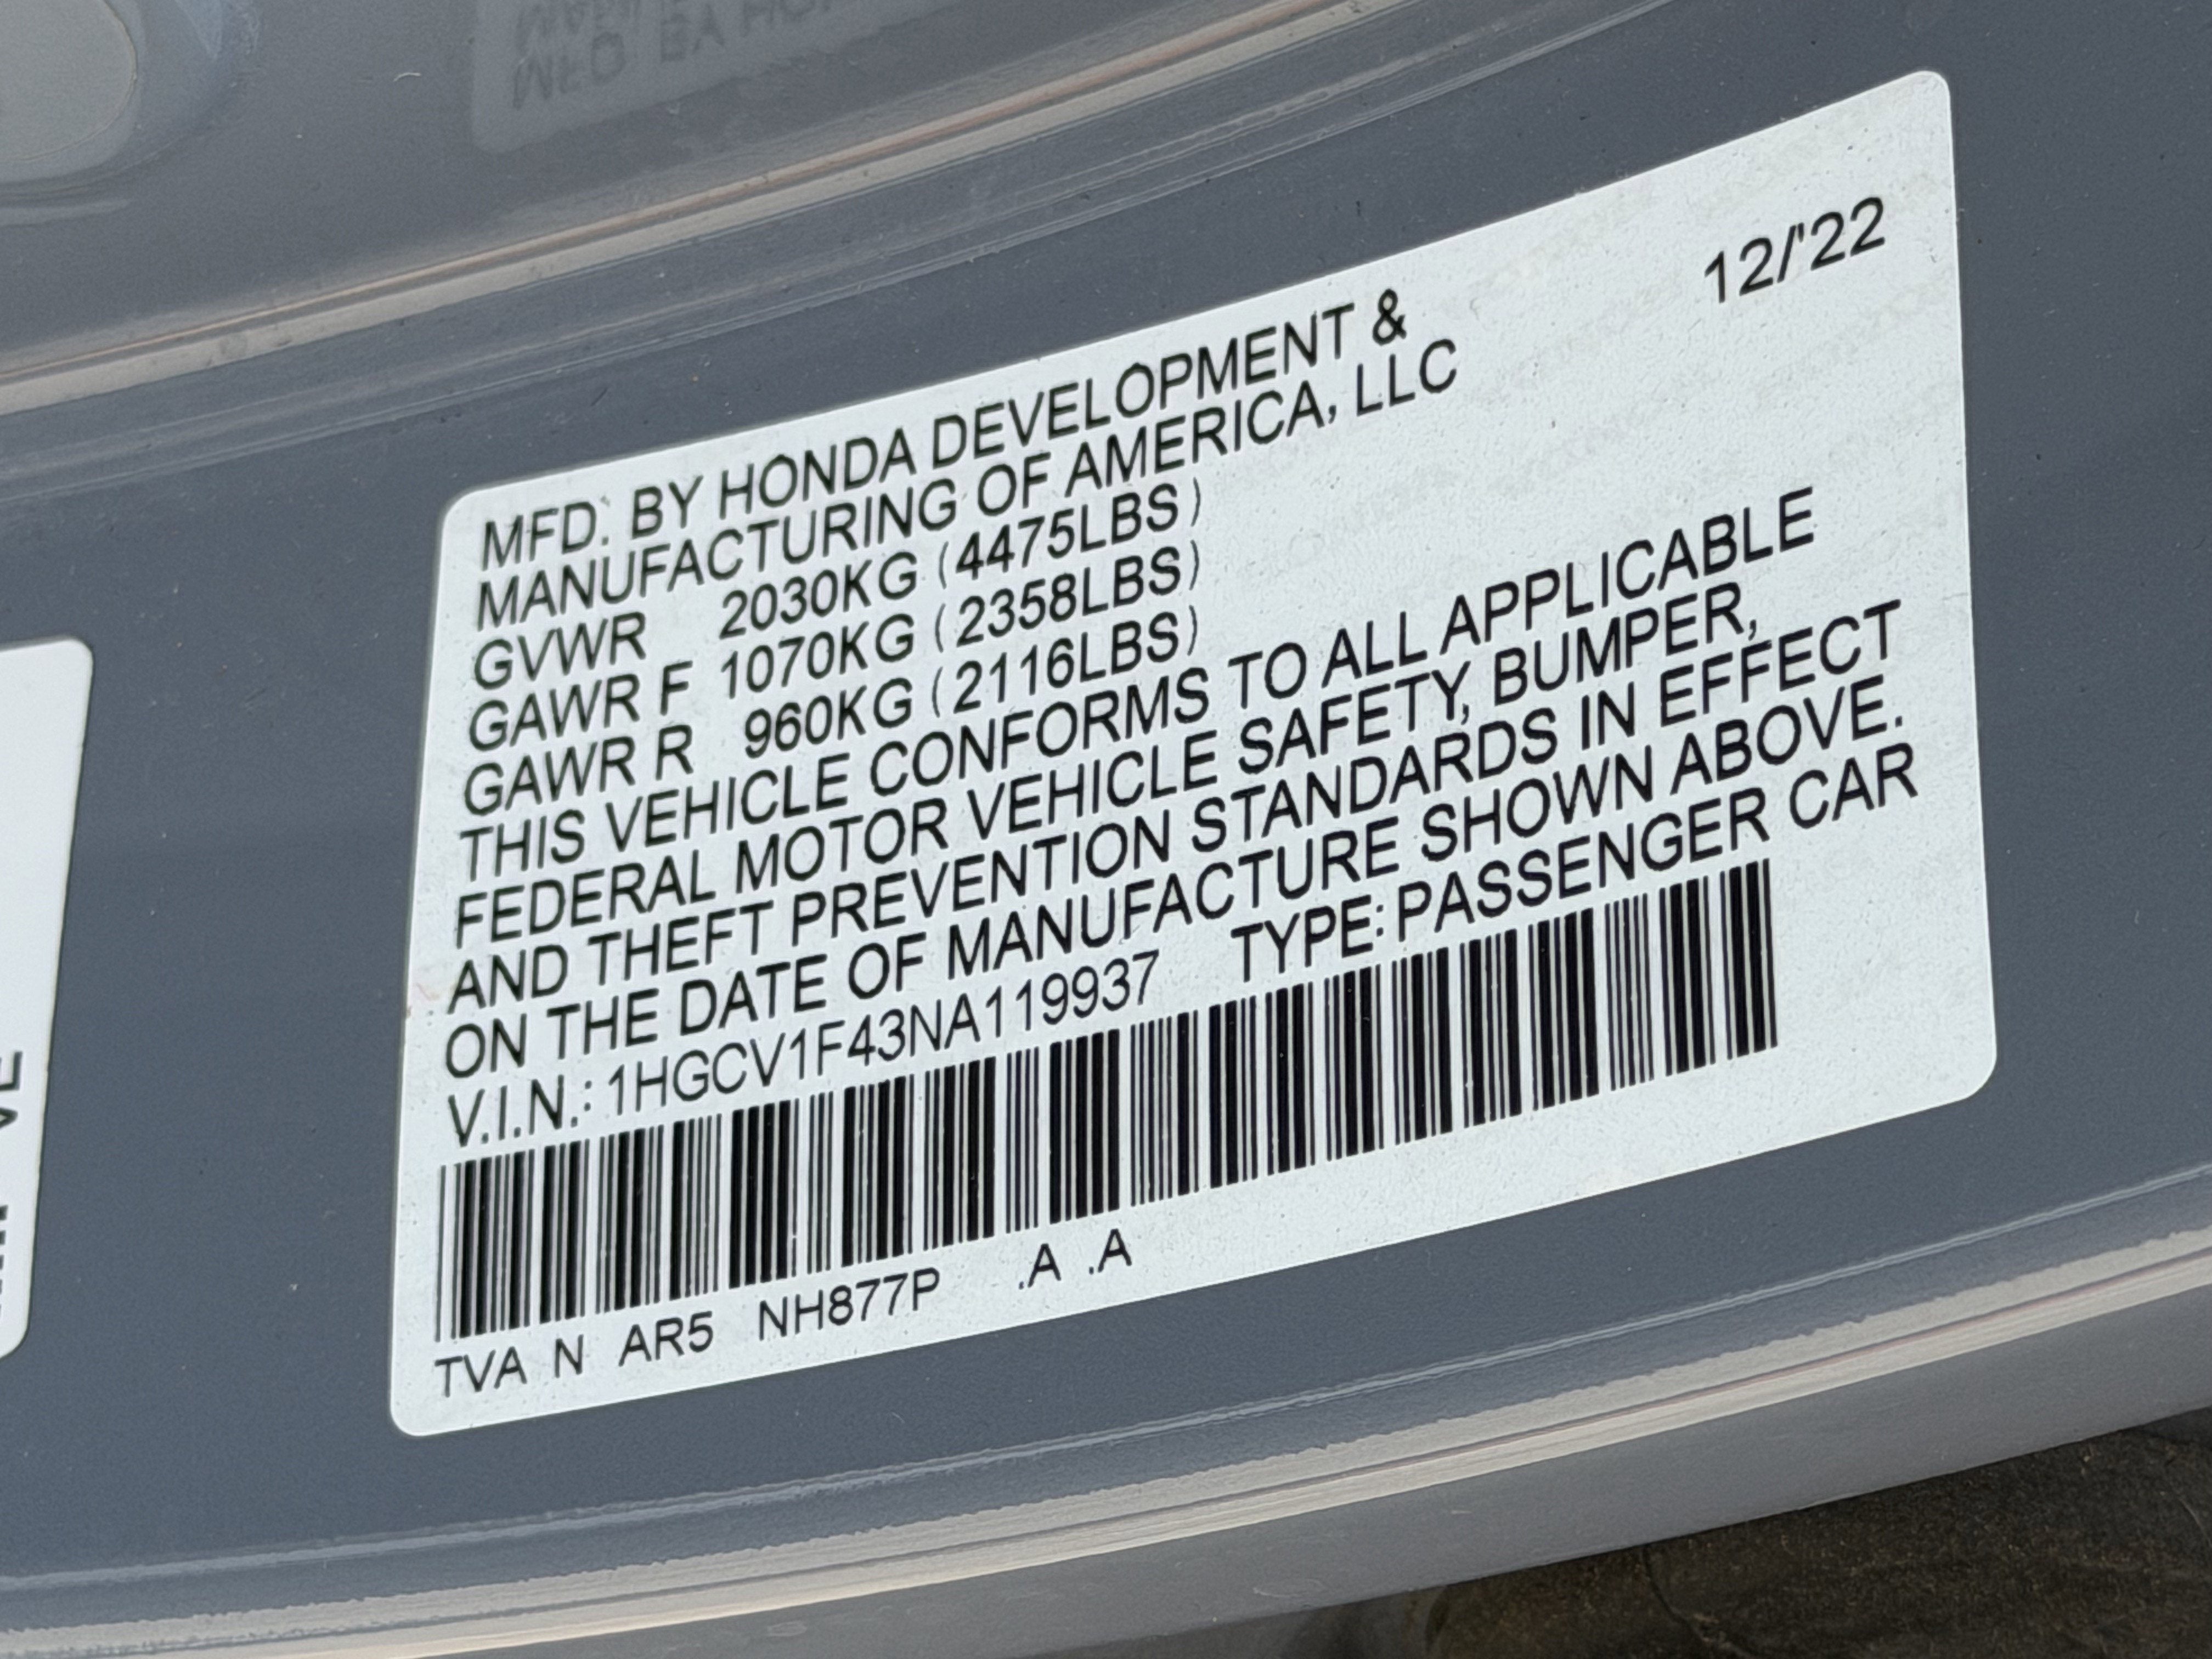 12/'22
MFD. BY HONDA DEVELOPMENT &
MANUFACTURING OF AMERICA, LLC
GVWR 2030KG (4475LBS)
GAWR F 1070KG (2358LBS)
GAWR R 960KG (2116LBS)
THIS VEHICLE CONFORMS TO ALL APPLICABLE
FEDERAL MOTOR VEHICLE SAFETY, BUMPER,
AND THEFT PREVENTION STANDARDS IN EFFECT
ON THE DATE OF MANUFACTURE SHOWN ABOVE.
V.I.N.: 1HGCV1F43NA119937 TYPE: PASSENGER CAR
TVA N AR5 NH877P .A .A